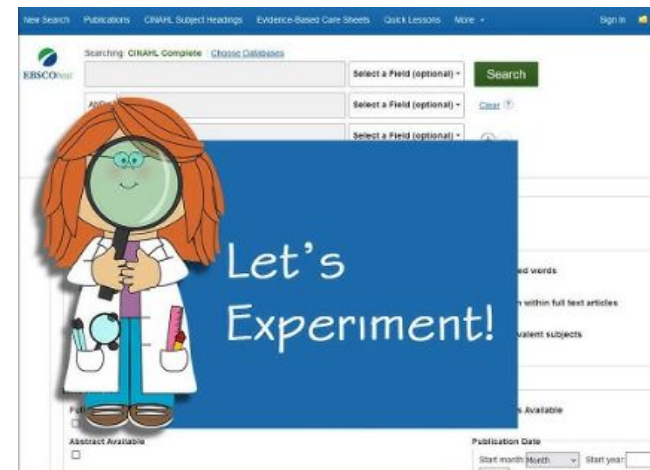 New Search Publications CINAHL Subject Headings Evidence-Based Care Sheets Quick Lessons More Sign In
Searching: CINAHL Complete Choose Databases
EBSCOhost
Select a Field (optional) Search
Select a Field (optional) Clear ?
Select a Field (optional)
Let's
Experiment!
ed words
within full text articles
valent subjects
s Available
Abstract Available
Publication Date
Start month: Month Start year: